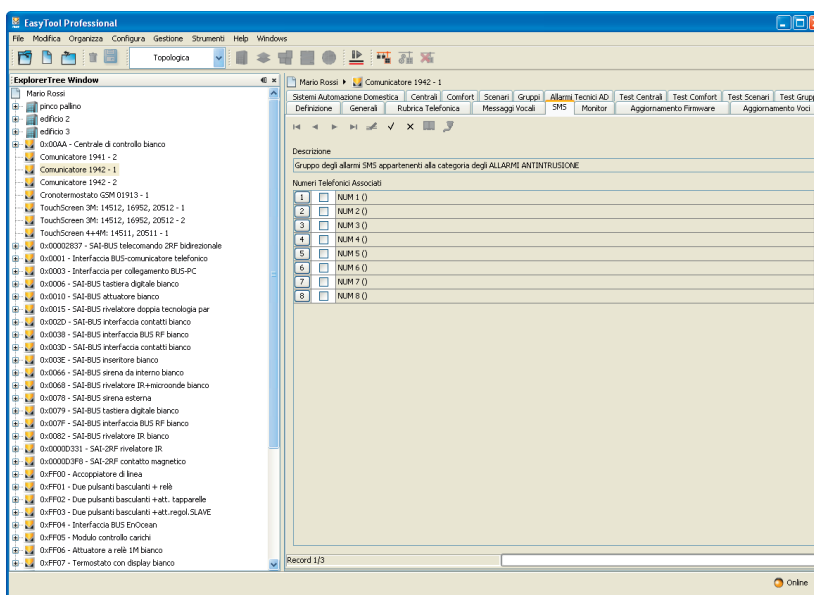 EasyTool Professional
File Modifica Organizza Configura Gestione Strumenti Help Windows
Topologica
ExplorerTree Window
Mario Rossi
pinco pallino
edificio 2
edificio 3
0x00AA - Centrale di controllo bianco
Comunicatore 1941 - 2
Comunicatore 1942 - 1
Comunicatore 1942 - 2
Cronotermostato GSM 01913 - 1
TouchScreen 3M: 14512, 16952, 20512 - 1
TouchScreen 3M: 14512, 16952, 20512 - 2
TouchScreen 4+4M: 14511, 20511 - 1
0x00002837 - SAI-BUS telecomando 2RF bidirezionale
0x0001 - Interfaccia BUS-comunicatore telefonico
0x0003 - Interfaccia per collegamento BUS-PC
0x0006 - SAI-BUS tastiera digitale bianco
0x0010 - SAI-BUS attuatore bianco
0x0015 - SAI-BUS rivelatore doppia tecnologia par
0x002D - SAI-BUS interfaccia contatti bianco
0x0038 - SAI-BUS interfaccia BUS RF bianco
0x003D - SAI-BUS interfaccia contatti bianco
0x003E - SAI-BUS inseritore bianco
0x0066 - SAI-BUS sirena da interno bianco
0x0068 - SAI-BUS rivelatore IR+microonde bianco
0x0078 - SAI-BUS sirena esterna
0x0079 - SAI-BUS tastiera digitale bianco
0x007F - SAI-BUS interfaccia BUS RF bianco
0x0082 - SAI-BUS rivelatore IR bianco
0x0000D331 - SAI-2RF rivelatore IR
0x0000D3F8 - SAI-2RF contatto magnetico
0xFF00 - Accoppiatore di linea
0xFF01 - Due pulsanti basculanti + relè
0xFF02 - Due pulsanti basculanti +att. tapparelle
0xFF03 - Due pulsanti basculanti +att.regol.SLAVE
0xFF04 - Interfaccia BUS EnOcean
0xFF05 - Modulo controllo carichi
0xFF06 - Attuatore a relè 1M bianco
0xFF07 - Termostato con display bianco
Mario Rossi Comunicatore 1942 - 1
Sistemi Automazione Domestica Centrali Comfort Scenari Gruppi Allarmi Tecnici AD Test Centrali Test Comfort Test Scenari Test Grupp
Definizione Generali Rubrica Telefonica Messaggi Vocali SMS Monitor Aggiornamento Firmware Aggiornamento Voci
Descrizione
Gruppo degli allarmi SMS appartenenti alla categoria degli ALLARMI ANTINTRUSIONE
Numeri Telefonici Associati
1 NUM 1 ()
2 NUM 2 ()
3 NUM 3 ()
4 NUM 4 ()
5 NUM 5 ()
6 NUM 6 ()
7 NUM 7 ()
8 NUM 8 ()
Record 1/3
Online